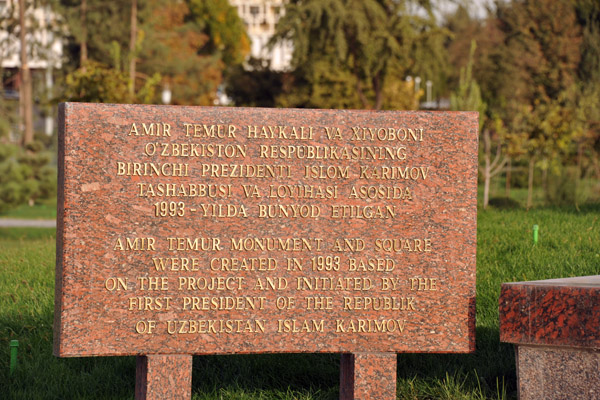 AMIR TEMUR HAYKALI VA XIYOBONI
O'ZBEKISTON RESPUBLIKASINING
BIRINCHI PREZIDENTI ISLOM KARIMOV
TASHABBUSI VA LOYIHASI ASOSIDA
1993-YILDA BUNYOD ETILGAN
AMIR TEMUR MONUMENT AND SQUARE
WERE CREATED IN 1993 BASED
ON THE PROJECT AND INITIATED BY THE
FIRST PRESIDENT OF THE REPUBLIK
OF UZBEKISTAN ISLAM KARIMOV